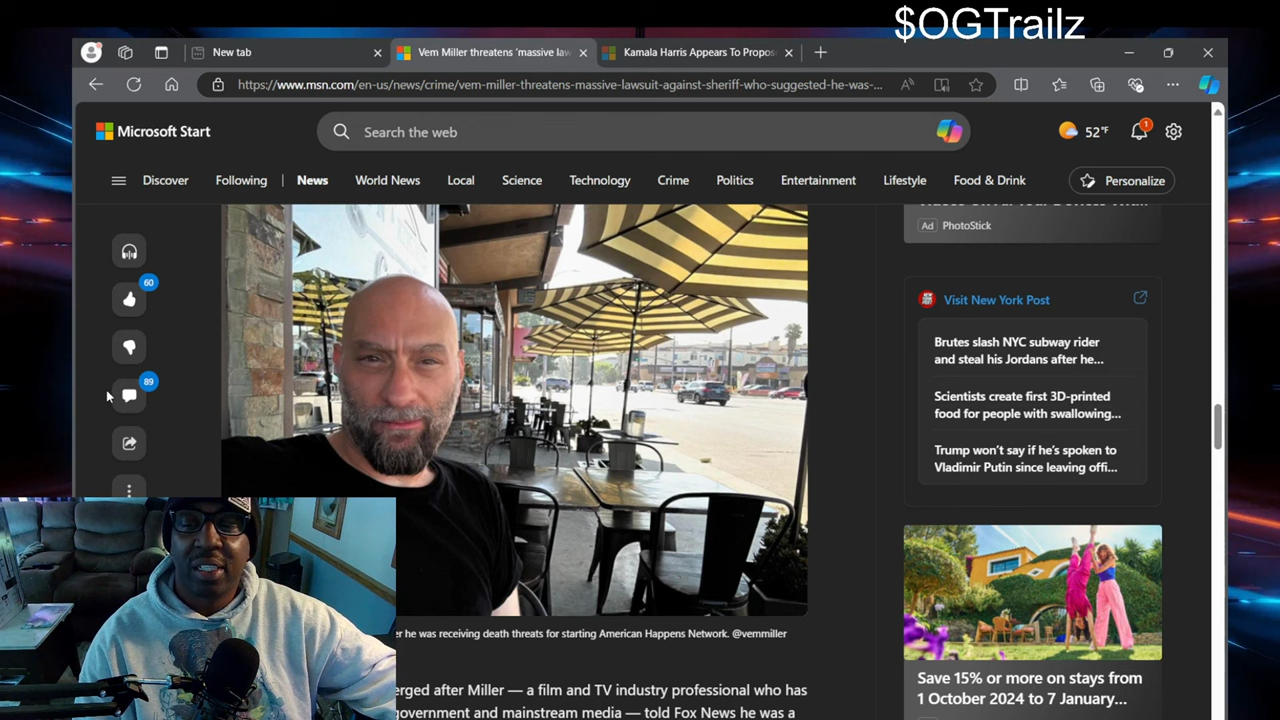 $OGTrailz
New tab
Vem Miller threatens 'massive law
Kamala Harris Appears To Propos
https://www.msn.com/en-us/news/crime/vem-miller-threatens-massive-lawsuit-against-sheriff-who-suggested-he-was-...
Microsoft Start
Search the web
52°F
1
Discover
Following
News
World News
Local
Science
Technology
Crime
Politics
Entertainment
Lifestyle
Food & Drink
Personalize
60
89
Ad PhotoStick
Visit New York Post
Brutes slash NYC subway rider
and steal his Jordans after he...
Scientists create first 3D-printed
food for people with swallowing...
Trump won't say if he's spoken to
Vladimir Putin since leaving offi...
er he was receiving death threats for starting American Happens Network. @vemmiller
erged after Miller — a film and TV industry professional who has
government and mainstream media — told Fox News he was a
Save 15% or more on stays from
1 October 2024 to 7 January...